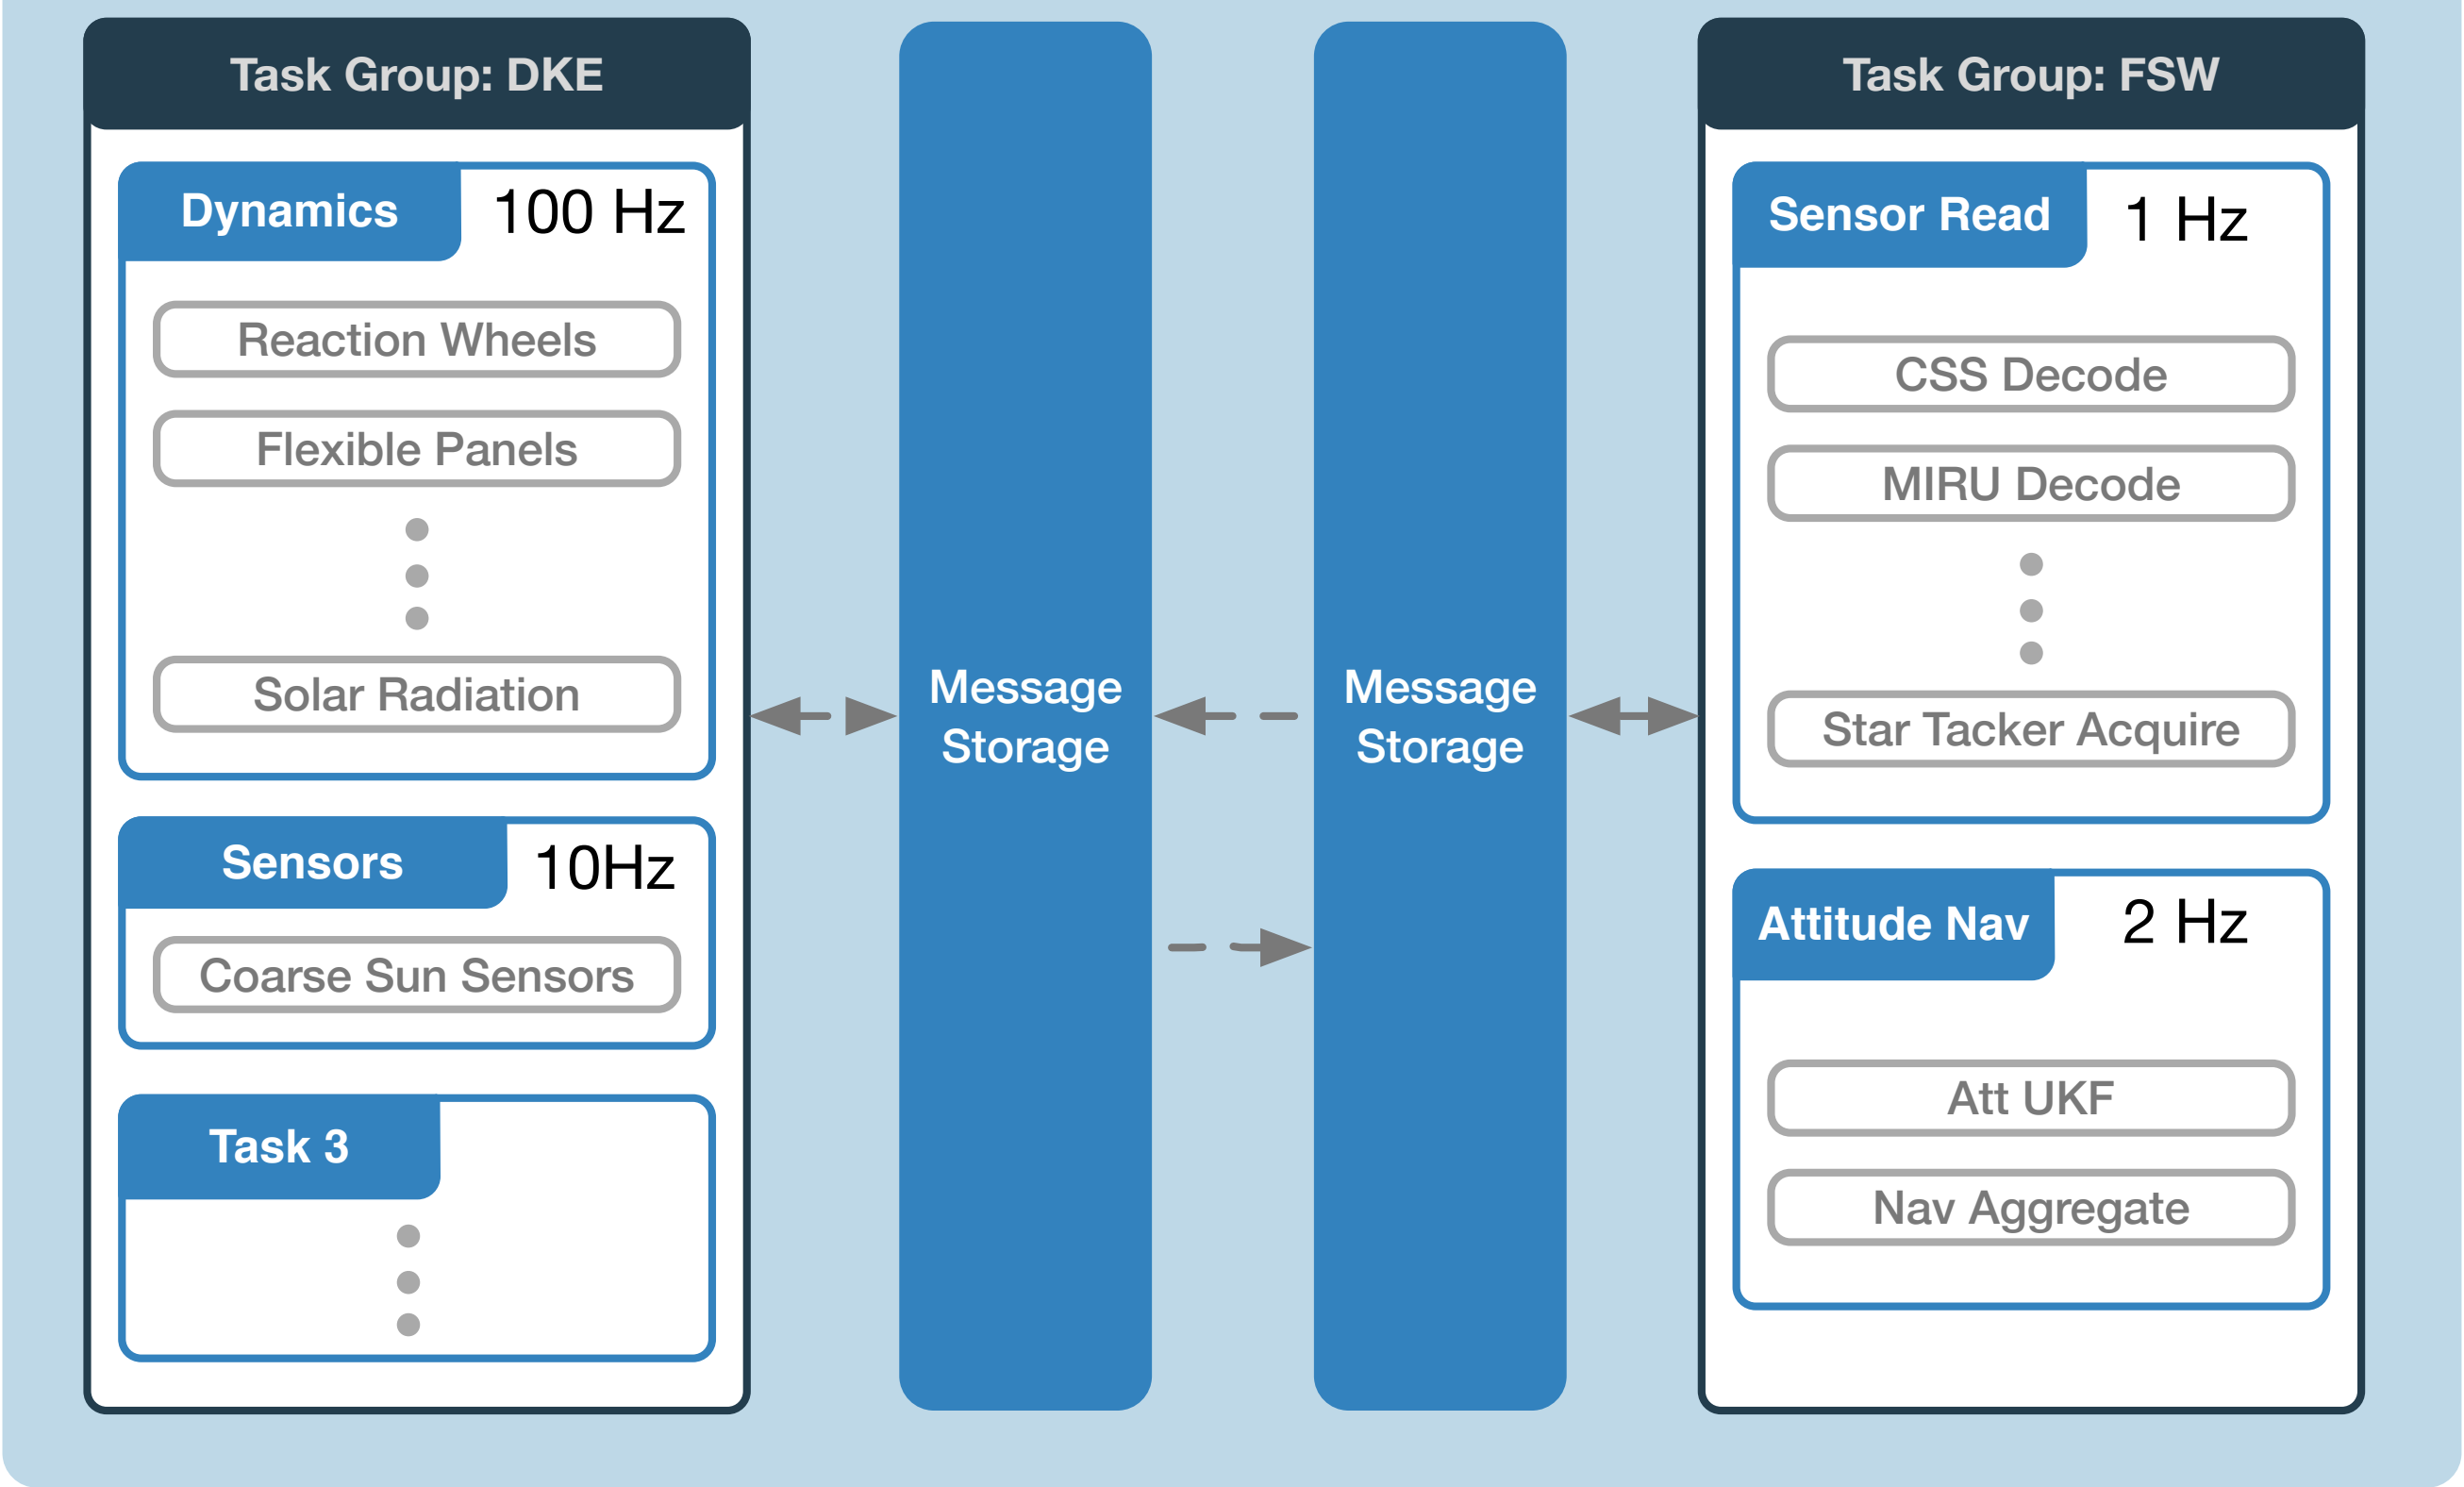 Task Group: DKE
Dynamics
100 Hz
Reaction Wheels
Flexible Panels
Solar Radiation
Sensors
10Hz
Coarse Sun Sensors
Task 3
Message
Storage
Message
Storage
Task Group: FSW
Sensor Read
1 Hz
CSS Decode
MIRU Decode
Star Tacker Acquire
Attitude Nav
2 Hz
Att UKF
Nav Aggregate